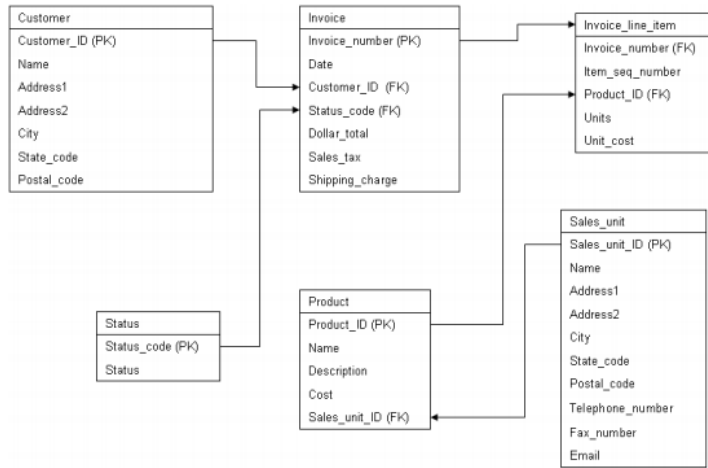 Customer
Customer_ID (PK)
Name
Address1
Address2
City
State_code
Postal_code
Invoice
Invoice_number (PK)
Date
Customer_ID (FK)
Status_code (FK)
Dollar_total
Sales_tax
Shipping_charge
Invoice_line_item
Invoice_number (FK)
Item_seq_number
Product_ID (FK)
Units
Unit_cost
Status
Status_code (PK)
Status
Product
Product_ID (PK)
Name
Description
Cost
Sales_unit_ID (FK)
Sales_unit
Sales_unit_ID (PK)
Name
Address1
Address2
City
State_code
Postal_code
Telephone_number
Fax_number
Email